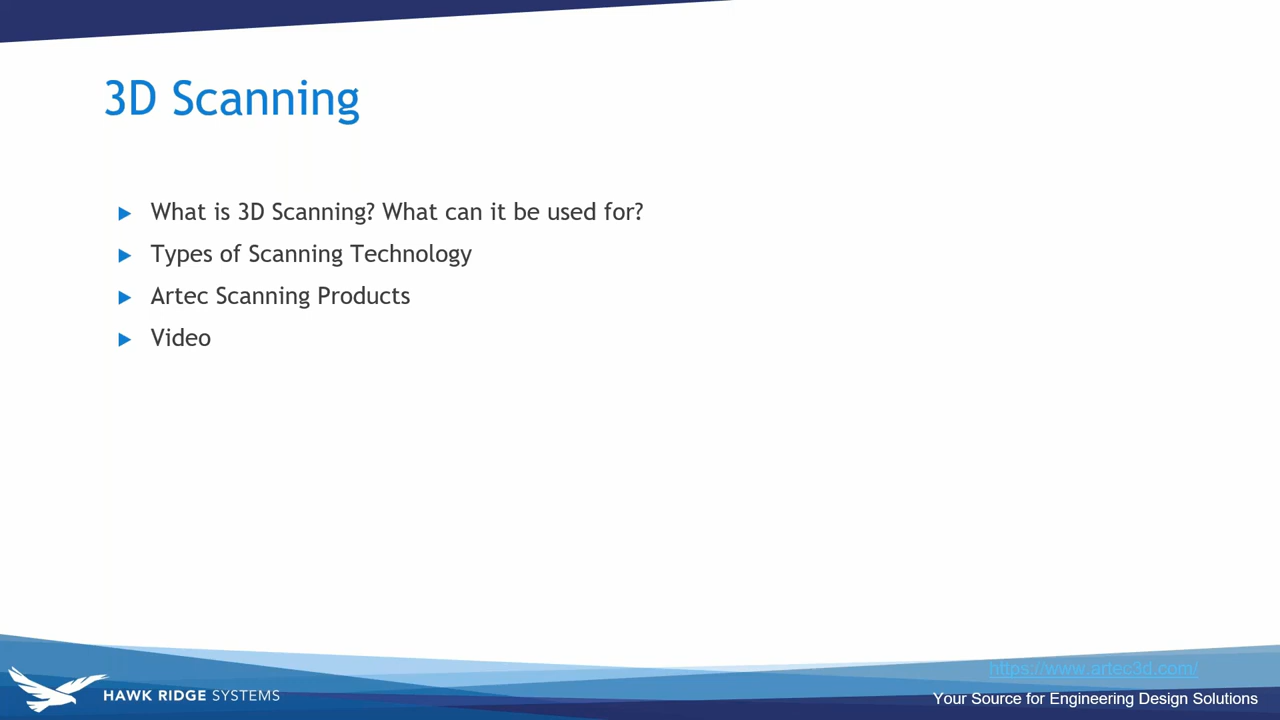 3D Scanning
What is 3D Scanning? What can it be used for?
Types of Scanning Technology
Artec Scanning Products
Video
https://www.artec3d.com/
HAWK RIDGE SYSTEMS
Your Source for Engineering Design Solutions